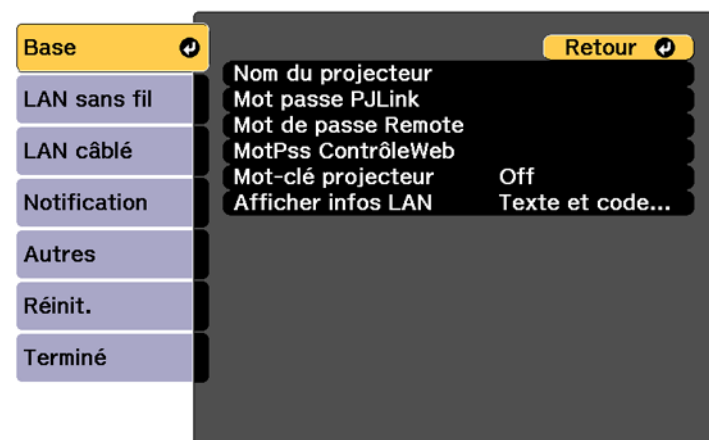 Base
LAN sans fil
LAN câblé
Notification
Autres
Réinit.
Terminé
Retour
Nom du projecteur
Mot passe PJLink
Mot de passe Remote
MotPss ContrôleWeb
Mot-clé projecteur Off
Afficher infos LAN Texte et code...